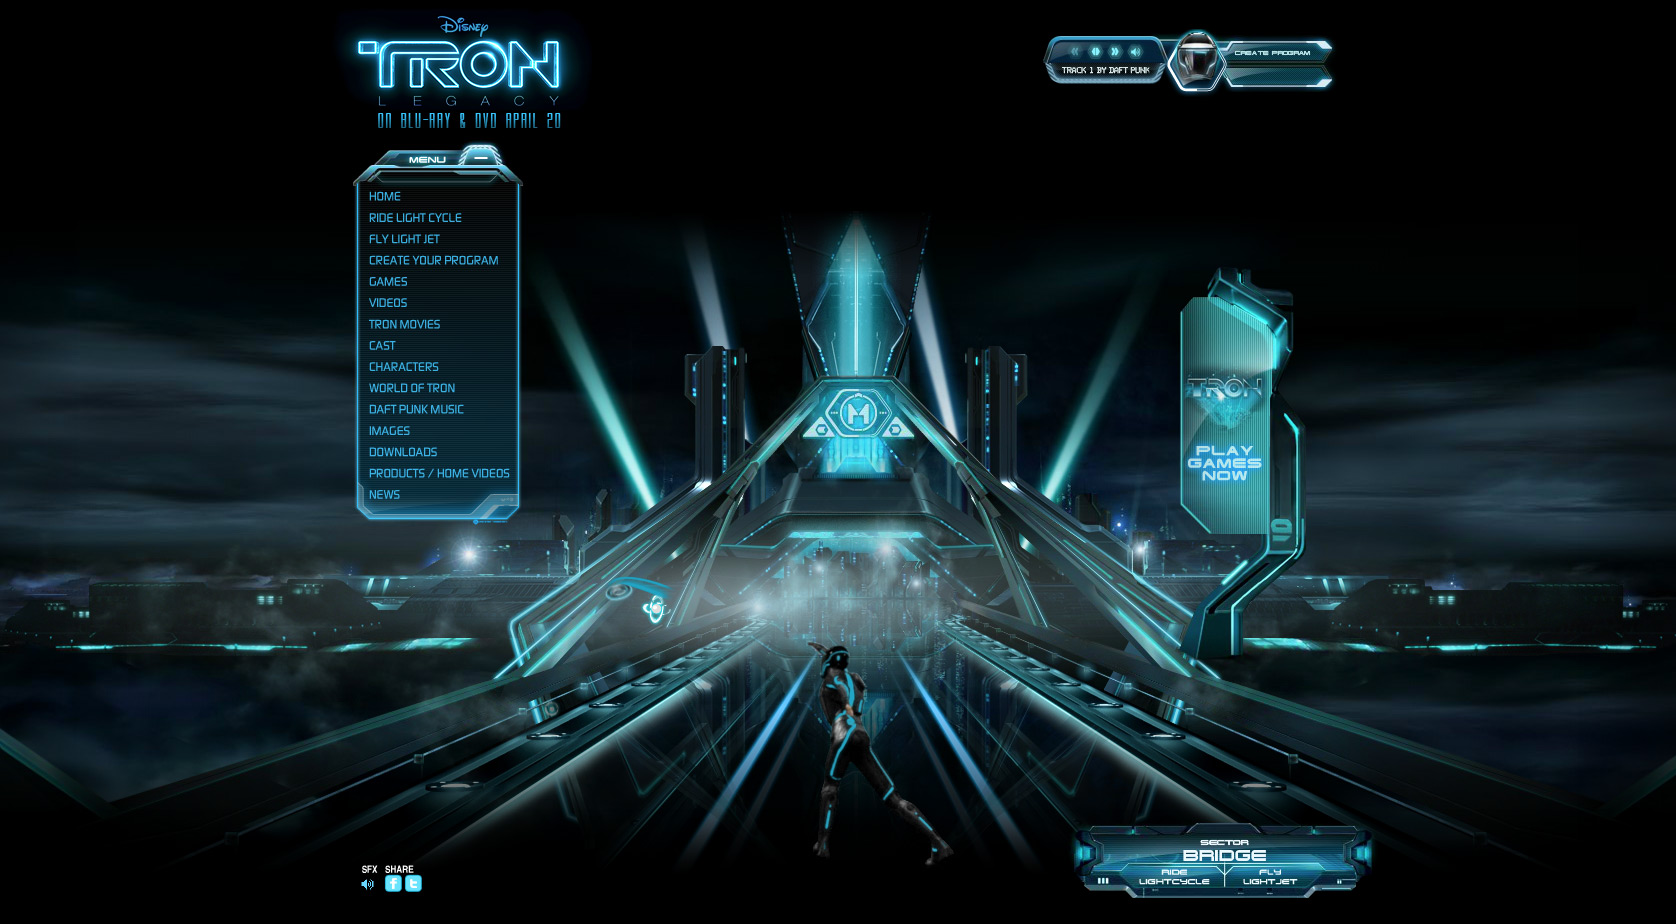 Disney
TRON
LEGACY
ON BLU-RAY & DVD APRIL 20
TRACK 1 BY DAFT PUNK
CREATE PROGRAM
MENU
HOME
RIDE LIGHT CYCLE
FLY LIGHT JET
CREATE YOUR PROGRAM
GAMES
VIDEOS
TRON MOVIES
CAST
CHARACTERS
WORLD OF TRON
DAFT PUNK MUSIC
IMAGES
DOWNLOADS
PRODUCTS / HOME VIDEOS
NEWS
M
TRON
PLAY
GAMES
NOW
SFX SHARE
f t
SECTOR
BRIDGE
RIDE
LIGHTCYCLE
FLY
LIGHTJET